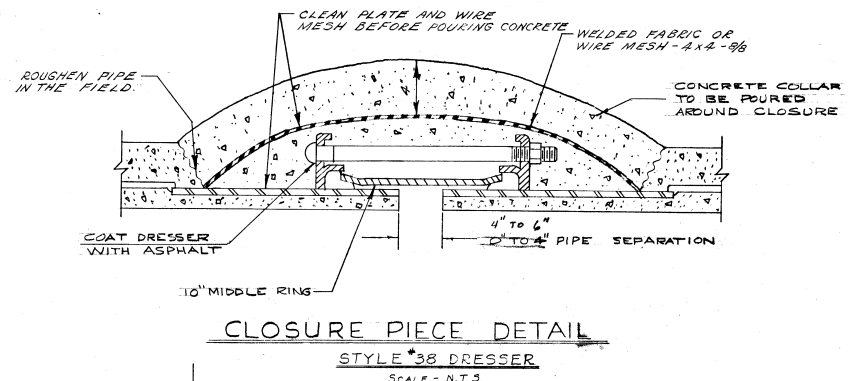 CLEAN PLATE AND WIRE
MESH BEFORE POURING CONCRETE
WELDED FABRIC OR
WIRE MESH - 4 x 4 - 8/8
ROUGHEN PIPE
IN THE FIELD.
CONCRETE COLLAR
TO BE POURED
AROUND CLOSURE
4"
COAT DRESSER
WITH ASPHALT
4" TO 6"
0" TO 4" PIPE SEPARATION
10" MIDDLE RING
CLOSURE PIECE DETAIL
STYLE #38 DRESSER
SCALE - N.T.S